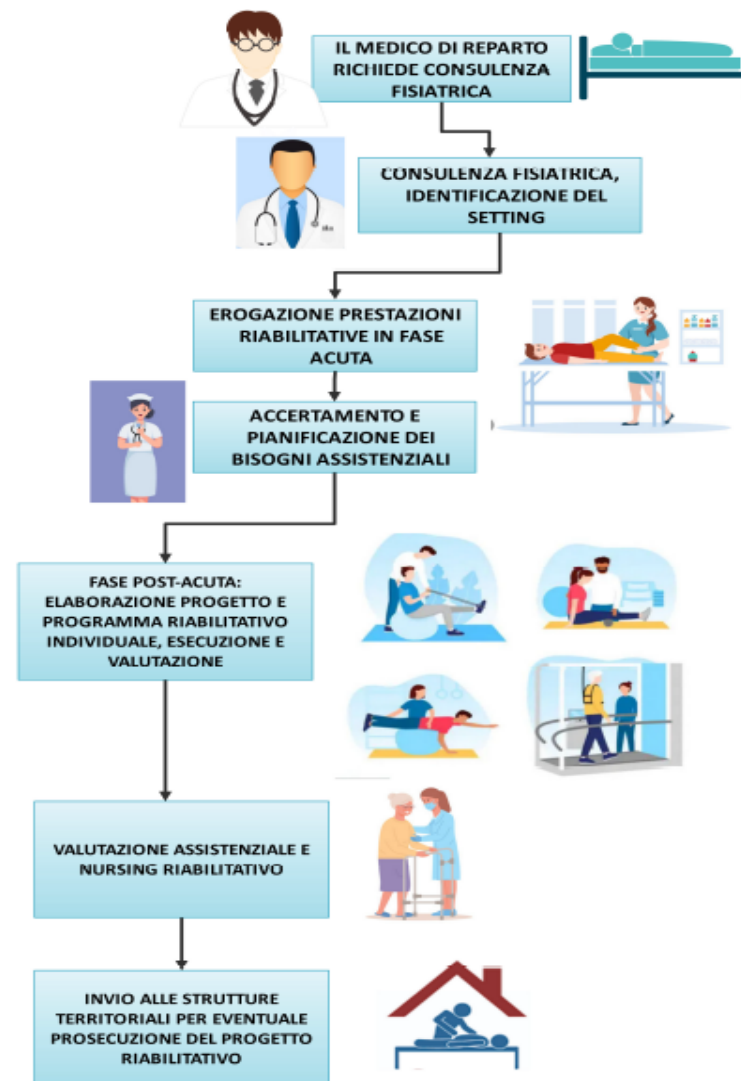 IL MEDICO DI REPARTO
RICHIEDE CONSULENZA
FISIATRICA
CONSULENZA FISIATRICA,
IDENTIFICAZIONE DEL
SETTING
EROGAZIONE PRESTAZIONI
RIABILITATIVE IN FASE
ACUTA
ACCERTAMENTO E
PIANIFICAZIONE DEI
BISOGNI ASSISTENZIALI
FASE POST-ACUTA:
ELABORAZIONE PROGETTO E
PROGRAMMA RIABILITATIVO
INDIVIDUALE, ESECUZIONE E
VALUTAZIONE
VALUTAZIONE ASSISTENZIALE E
NURSING RIABILITATIVO
INVIO ALLE STRUTTURE
TERRITORIALI PER EVENTUALE
PROSECUZIONE DEL PROGETTO
RIABILITATIVO